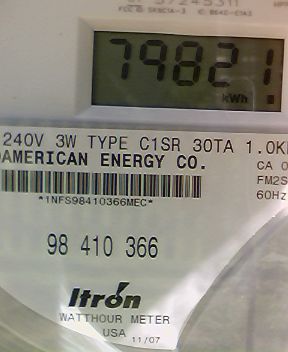 79821
kWh
240V 3W TYPE C1SR 30TA 1.0K
AMERICAN ENERGY CO.
CA 0
FM2S
60Hz
*1NFS98410366MEC*
98 410 366
Itron
WATTHOUR METER
USA 11/07